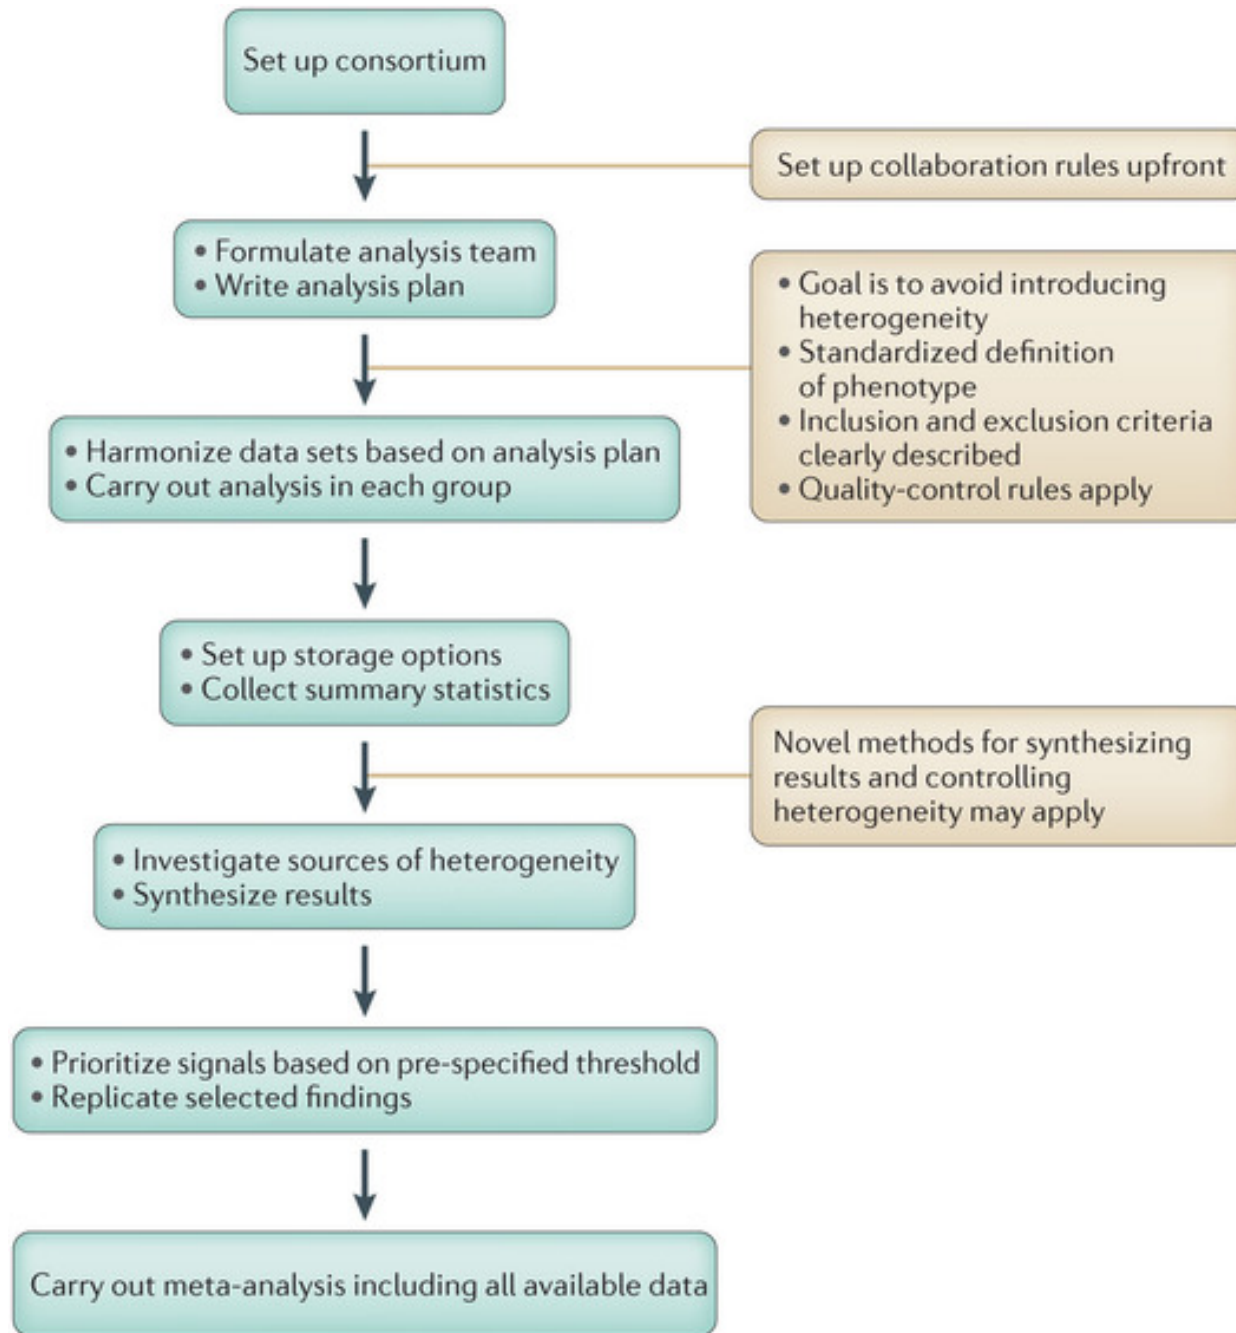 Set up consortium
Set up collaboration rules upfront
• Formulate analysis team
• Write analysis plan
• Goal is to avoid introducing
heterogeneity
• Standardized definition
of phenotype
• Inclusion and exclusion criteria
clearly described
• Quality-control rules apply
• Harmonize data sets based on analysis plan
• Carry out analysis in each group
• Set up storage options
• Collect summary statistics
Novel methods for synthesizing
results and controlling
heterogeneity may apply
• Investigate sources of heterogeneity
• Synthesize results
• Prioritize signals based on pre-specified threshold
• Replicate selected findings
Carry out meta-analysis including all available data